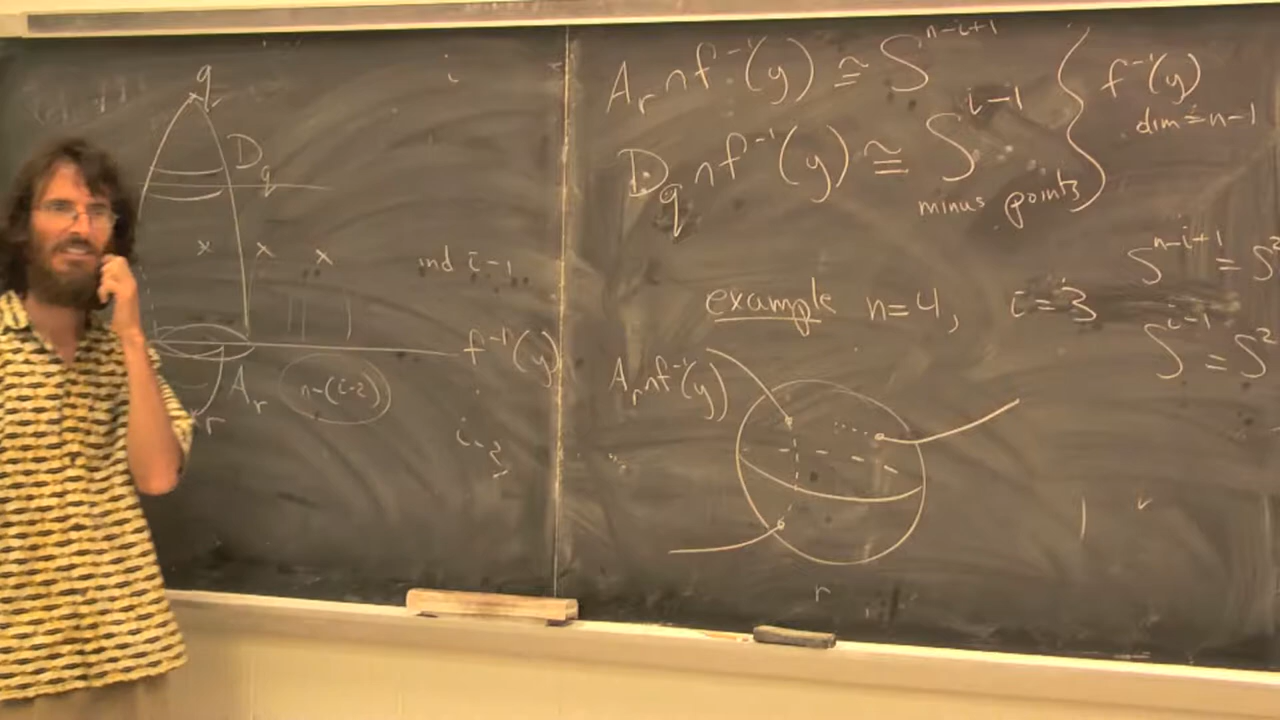 q
i
D_q
x x x
ind i-1
f^{-1}(y)
A_r
n-(i-2)
r
A_r ∩ f^{-1}(y) ≅ S^{n-i+1}
D_q ∩ f^{-1}(y) ≅ S^{i-1}
minus points
f^{-1}(y)
dim = n-1
S^{n-i+1} = S^2
S^{i-1} = S^2
example n=4, i=3
A_r ∩ f^{-1}(y)
r